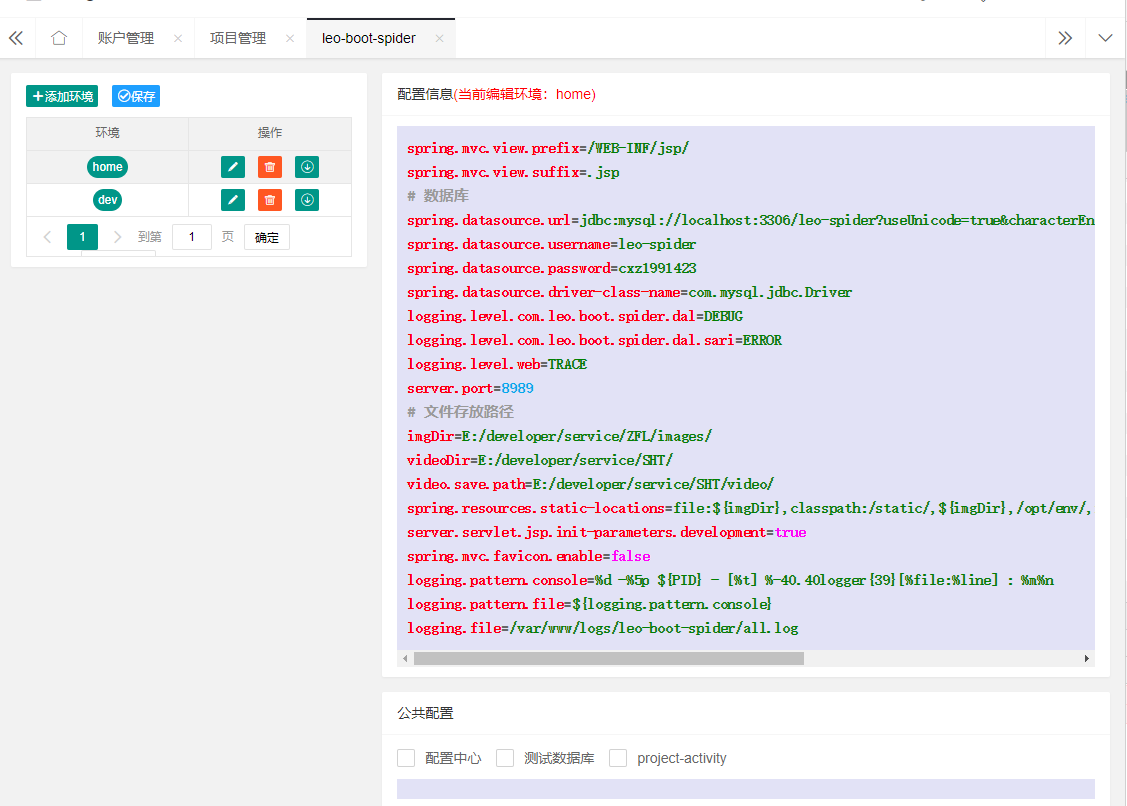 账户管理
项目管理
leo-boot-spider
添加环境
保存
环境 操作
home
dev
1 到第 1 页 确定
配置信息(当前编辑环境：home)
spring.mvc.view.prefix=/WEB-INF/jsp/
spring.mvc.view.suffix=.jsp
# 数据库
spring.datasource.url=jdbc:mysql://localhost:3306/leo-spider?useUnicode=true&characterEn
spring.datasource.username=leo-spider
spring.datasource.password=cxz1991423
spring.datasource.driver-class-name=com.mysql.jdbc.Driver
logging.level.com.leo.boot.spider.dal=DEBUG
logging.level.com.leo.boot.spider.dal.sari=ERROR
logging.level.web=TRACE
server.port=8989
# 文件存放路径
imgDir=E:/developer/service/ZFL/images/
videoDir=E:/developer/service/SHT/
video.save.path=E:/developer/service/SHT/video/
spring.resources.static-locations=file:${imgDir},classpath:/static/,${imgDir},/opt/env/,
server.servlet.jsp.init-parameters.development=true
spring.mvc.favicon.enable=false
logging.pattern.console=%d -%5p ${PID} - [%t] %-40.40logger{39}[%file:%line] : %m%n
logging.pattern.file=${logging.pattern.console}
logging.file=/var/www/logs/leo-boot-spider/all.log
公共配置
配置中心 测试数据库 project-activity